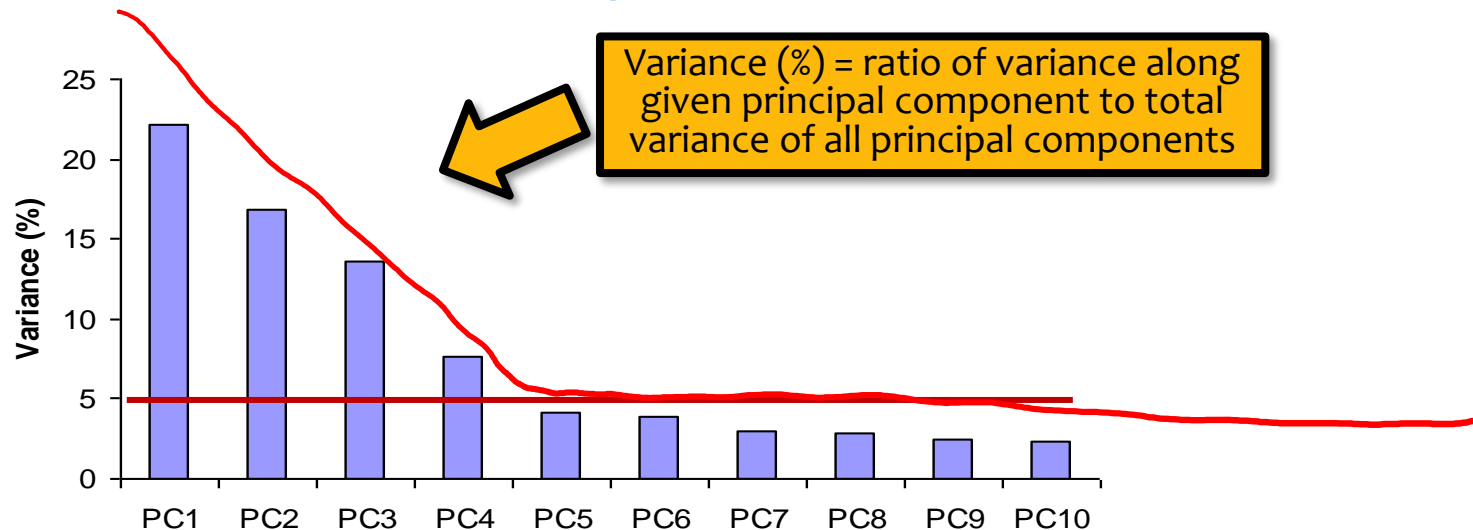 Variance (%) = ratio of variance along
given principal component to total
variance of all principal components
Variance (%)
25
20
15
10
5
0
PC1 PC2 PC3 PC4 PC5 PC6 PC7 PC8 PC9 PC10